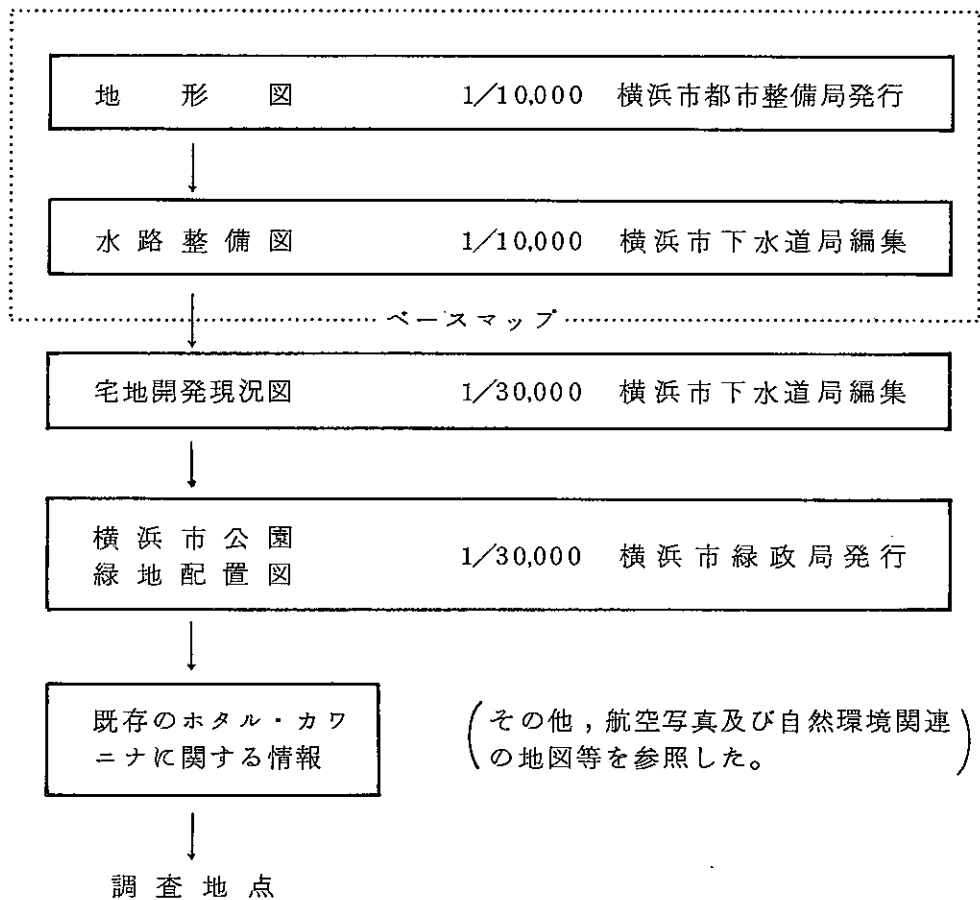 地形図 1/10,000 横浜市都市整備局発行
水路整備図 1/10,000 横浜市下水道局編集
ベースマップ
宅地開発現況図 1/30,000 横浜市下水道局編集
横浜市公園
緑地配置図 1/30,000 横浜市緑政局発行
既存のホタル・カワ
ニナに関する情報
(その他,航空写真及び自然環境関連
の地図等を参照した。)
調査地点